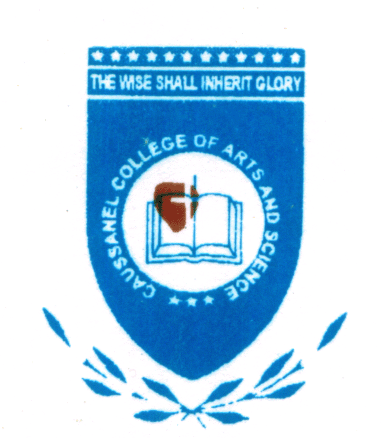 THE WISE SHALL INHERIT GLORY
CAUSSANEL COLLEGE OF ARTS AND SCIENCE